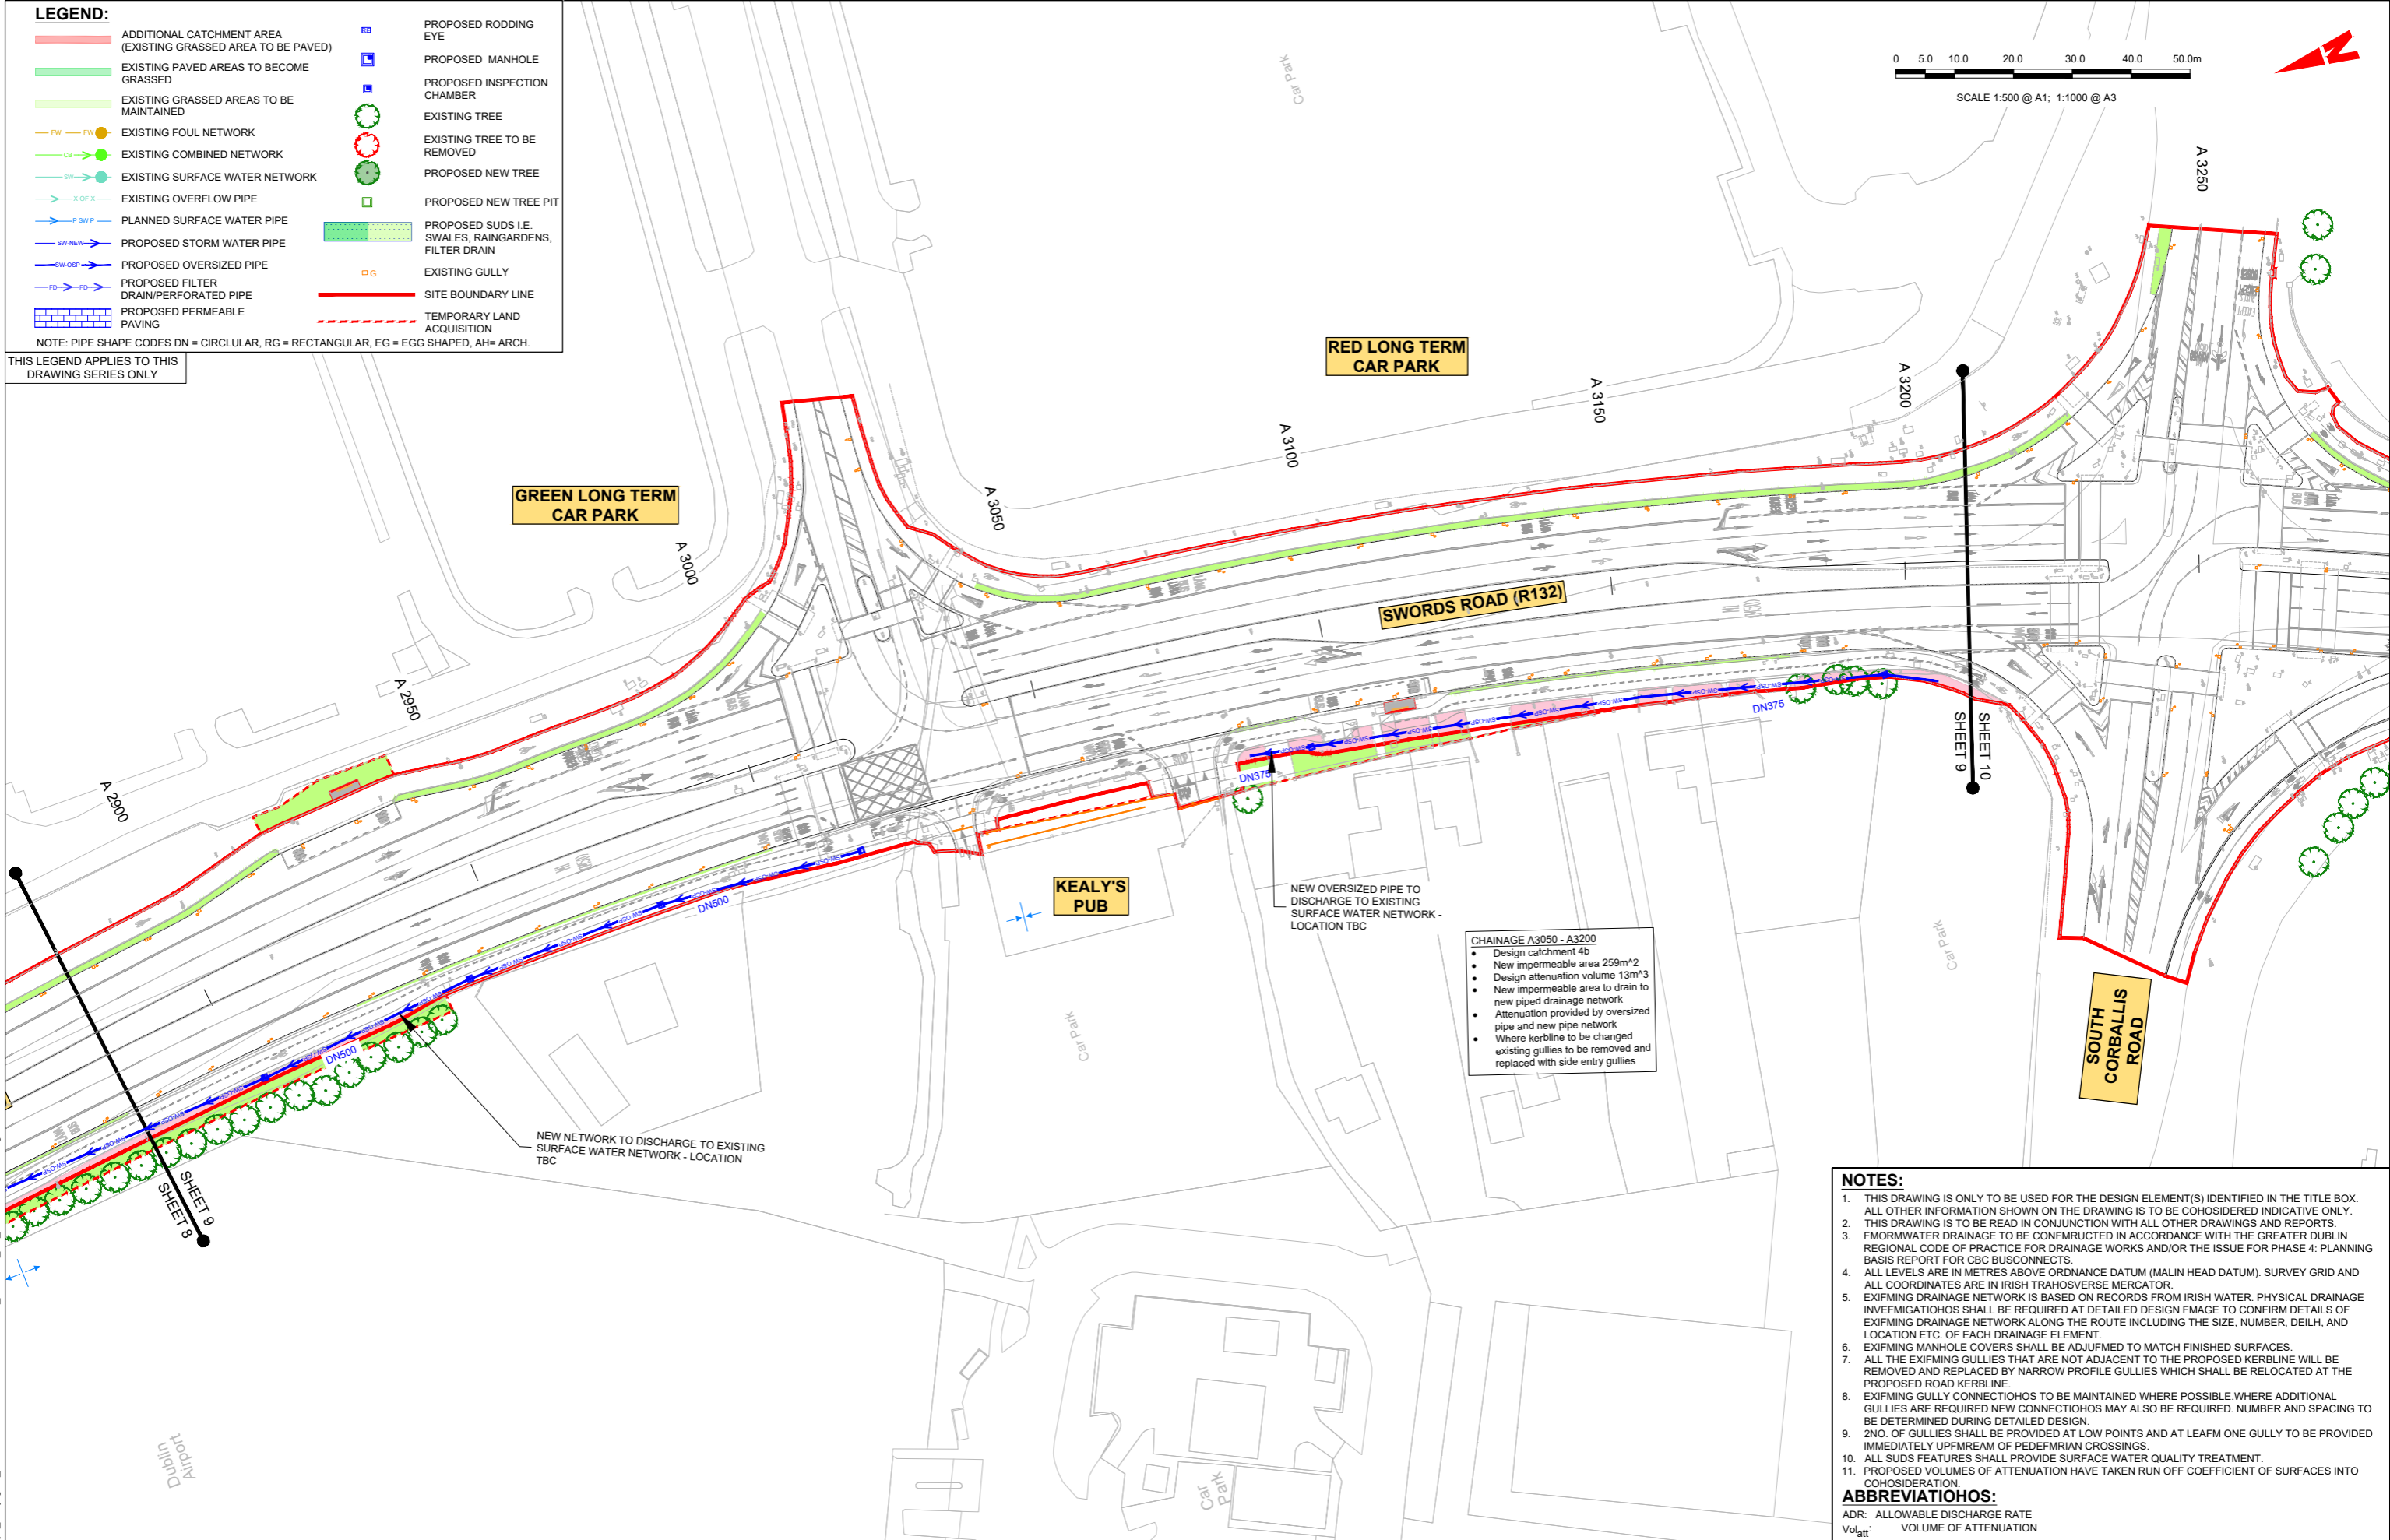 LEGEND:
ADDITIONAL CATCHMENT AREA
(EXISTING GRASSED AREA TO BE PAVED)
EXISTING PAVED AREAS TO BECOME
GRASSED
EXISTING GRASSED AREAS TO BE
MAINTAINED
FW FW EXISTING FOUL NETWORK
CB EXISTING COMBINED NETWORK
SW EXISTING SURFACE WATER NETWORK
X OF X EXISTING OVERFLOW PIPE
P SW P PLANNED SURFACE WATER PIPE
SW-NEW PROPOSED STORM WATER PIPE
SW-OSP PROPOSED OVERSIZED PIPE
FD FD PROPOSED FILTER
DRAIN/PERFORATED PIPE
PROPOSED PERMEABLE
PAVING
PROPOSED RODDING
EYE
PROPOSED MANHOLE
PROPOSED INSPECTION
CHAMBER
EXISTING TREE
EXISTING TREE TO BE
REMOVED
PROPOSED NEW TREE
PROPOSED NEW TREE PIT
PROPOSED SUDS I.E.
SWALES, RAINGARDENS,
FILTER DRAIN
G EXISTING GULLY
SITE BOUNDARY LINE
TEMPORARY LAND
ACQUISITION
NOTE: PIPE SHAPE CODES DN = CIRCLULAR, RG = RECTANGULAR, EG = EGG SHAPED, AH= ARCH.
THIS LEGEND APPLIES TO THIS
DRAWING SERIES ONLY
0 5.0 10.0 20.0 30.0 40.0 50.0m
SCALE 1:500 @ A1; 1:1000 @ A3
N
Car Park
A 3250
RED LONG TERM
CAR PARK
A 3200
A 3150
A 3100
GREEN LONG TERM
CAR PARK
A 3050
A 3000
SWORDS ROAD (R132)
A 2950
A 2900
DN375
DN375
SHEET 9
SHEET 10
KEALY'S
PUB
DN500
NEW OVERSIZED PIPE TO
DISCHARGE TO EXISTING
SURFACE WATER NETWORK -
LOCATION TBC
CHAINAGE A3050 - A3200
• Design catchment 4b
• New impermeable area 259m^2
• Design attenuation volume 13m^3
• New impermeable area to drain to
new piped drainage network
• Attenuation provided by oversized
pipe and new pipe network
• Where kerbline to be changed
existing gullies to be removed and
replaced with side entry gullies
Car Park
Car Park
SOUTH
CORBALLIS
ROAD
DN500
NEW NETWORK TO DISCHARGE TO EXISTING
SURFACE WATER NETWORK - LOCATION
TBC
SHEET 9
SHEET 8
Dublin
Airport
Car
Park
NOTES:
1. THIS DRAWING IS ONLY TO BE USED FOR THE DESIGN ELEMENT(S) IDENTIFIED IN THE TITLE BOX.
ALL OTHER INFORMATION SHOWN ON THE DRAWING IS TO BE COHOSIDERED INDICATIVE ONLY.
2. THIS DRAWING IS TO BE READ IN CONJUNCTION WITH ALL OTHER DRAWINGS AND REPORTS.
3. FMORMWATER DRAINAGE TO BE CONFMRUCTED IN ACCORDANCE WITH THE GREATER DUBLIN
REGIONAL CODE OF PRACTICE FOR DRAINAGE WORKS AND/OR THE ISSUE FOR PHASE 4: PLANNING
BASIS REPORT FOR CBC BUSCONNECTS.
4. ALL LEVELS ARE IN METRES ABOVE ORDNANCE DATUM (MALIN HEAD DATUM). SURVEY GRID AND
ALL COORDINATES ARE IN IRISH TRAHOSVERSE MERCATOR.
5. EXIFMING DRAINAGE NETWORK IS BASED ON RECORDS FROM IRISH WATER. PHYSICAL DRAINAGE
INVEFMIGATIOHOS SHALL BE REQUIRED AT DETAILED DESIGN FMAGE TO CONFIRM DETAILS OF
EXIFMING DRAINAGE NETWORK ALONG THE ROUTE INCLUDING THE SIZE, NUMBER, DEILH, AND
LOCATION ETC. OF EACH DRAINAGE ELEMENT.
6. EXIFMING MANHOLE COVERS SHALL BE ADJUFMED TO MATCH FINISHED SURFACES.
7. ALL THE EXIFMING GULLIES THAT ARE NOT ADJACENT TO THE PROPOSED KERBLINE WILL BE
REMOVED AND REPLACED BY NARROW PROFILE GULLIES WHICH SHALL BE RELOCATED AT THE
PROPOSED ROAD KERBLINE.
8. EXIFMING GULLY CONNECTIOHOS TO BE MAINTAINED WHERE POSSIBLE.WHERE ADDITIONAL
GULLIES ARE REQUIRED NEW CONNECTIOHOS MAY ALSO BE REQUIRED. NUMBER AND SPACING TO
BE DETERMINED DURING DETAILED DESIGN.
9. 2NO. OF GULLIES SHALL BE PROVIDED AT LOW POINTS AND AT LEAFM ONE GULLY TO BE PROVIDED
IMMEDIATELY UPFMREAM OF PEDEFMRIAN CROSSINGS.
10. ALL SUDS FEATURES SHALL PROVIDE SURFACE WATER QUALITY TREATMENT.
11. PROPOSED VOLUMES OF ATTENUATION HAVE TAKEN RUN OFF COEFFICIENT OF SURFACES INTO
COHOSIDERATION.
ABBREVIATIOHOS:
ADR: ALLOWABLE DISCHARGE RATE
Volatt: VOLUME OF ATTENUATION